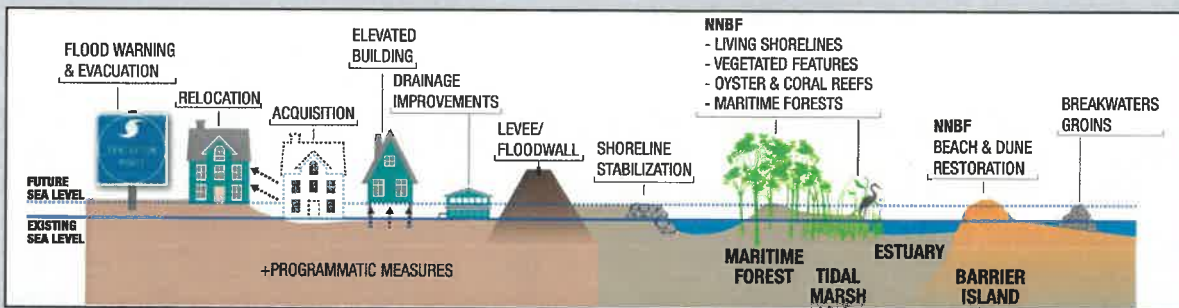 FLOOD WARNING
& EVACUATION
RELOCATION
ACQUISITION
ELEVATED
BUILDING
DRAINAGE
IMPROVEMENTS
LEVEE/
FLOODWALL
SHORELINE
STABILIZATION
NNBF
- LIVING SHORELINES
- VEGETATED FEATURES
- OYSTER & CORAL REEFS
- MARITIME FORESTS
NNBF
BEACH & DUNE
RESTORATION
BREAKWATERS
GROINS
FUTURE
SEA LEVEL
EXISTING
SEA LEVEL
+PROGRAMMATIC MEASURES
MARITIME
FOREST
TIDAL
MARSH
ESTUARY
BARRIER
ISLAND